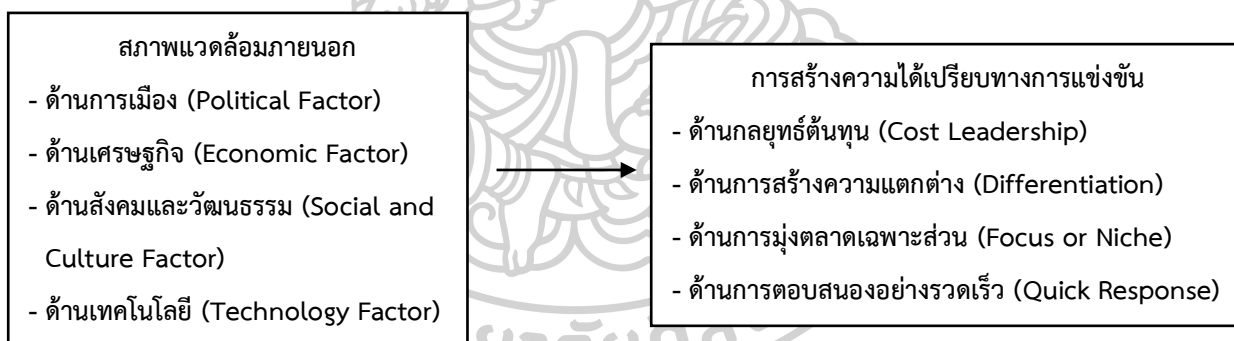 สภาพแวดล้อมภายนอก
- ด้านการเมือง (Political Factor)
- ด้านเศรษฐกิจ (Economic Factor)
- ด้านสังคมและวัฒนธรรม (Social and
Culture Factor)
- ด้านเทคโนโลยี (Technology Factor)
การสร้างความได้เปรียบทางการแข่งขัน
- ด้านกลยุทธ์ต้นทุน (Cost Leadership)
- ด้านการสร้างความแตกต่าง (Differentiation)
- ด้านการมุ่งตลาดเฉพาะส่วน (Focus or Niche)
- ด้านการตอบสนองอย่างรวดเร็ว (Quick Response)